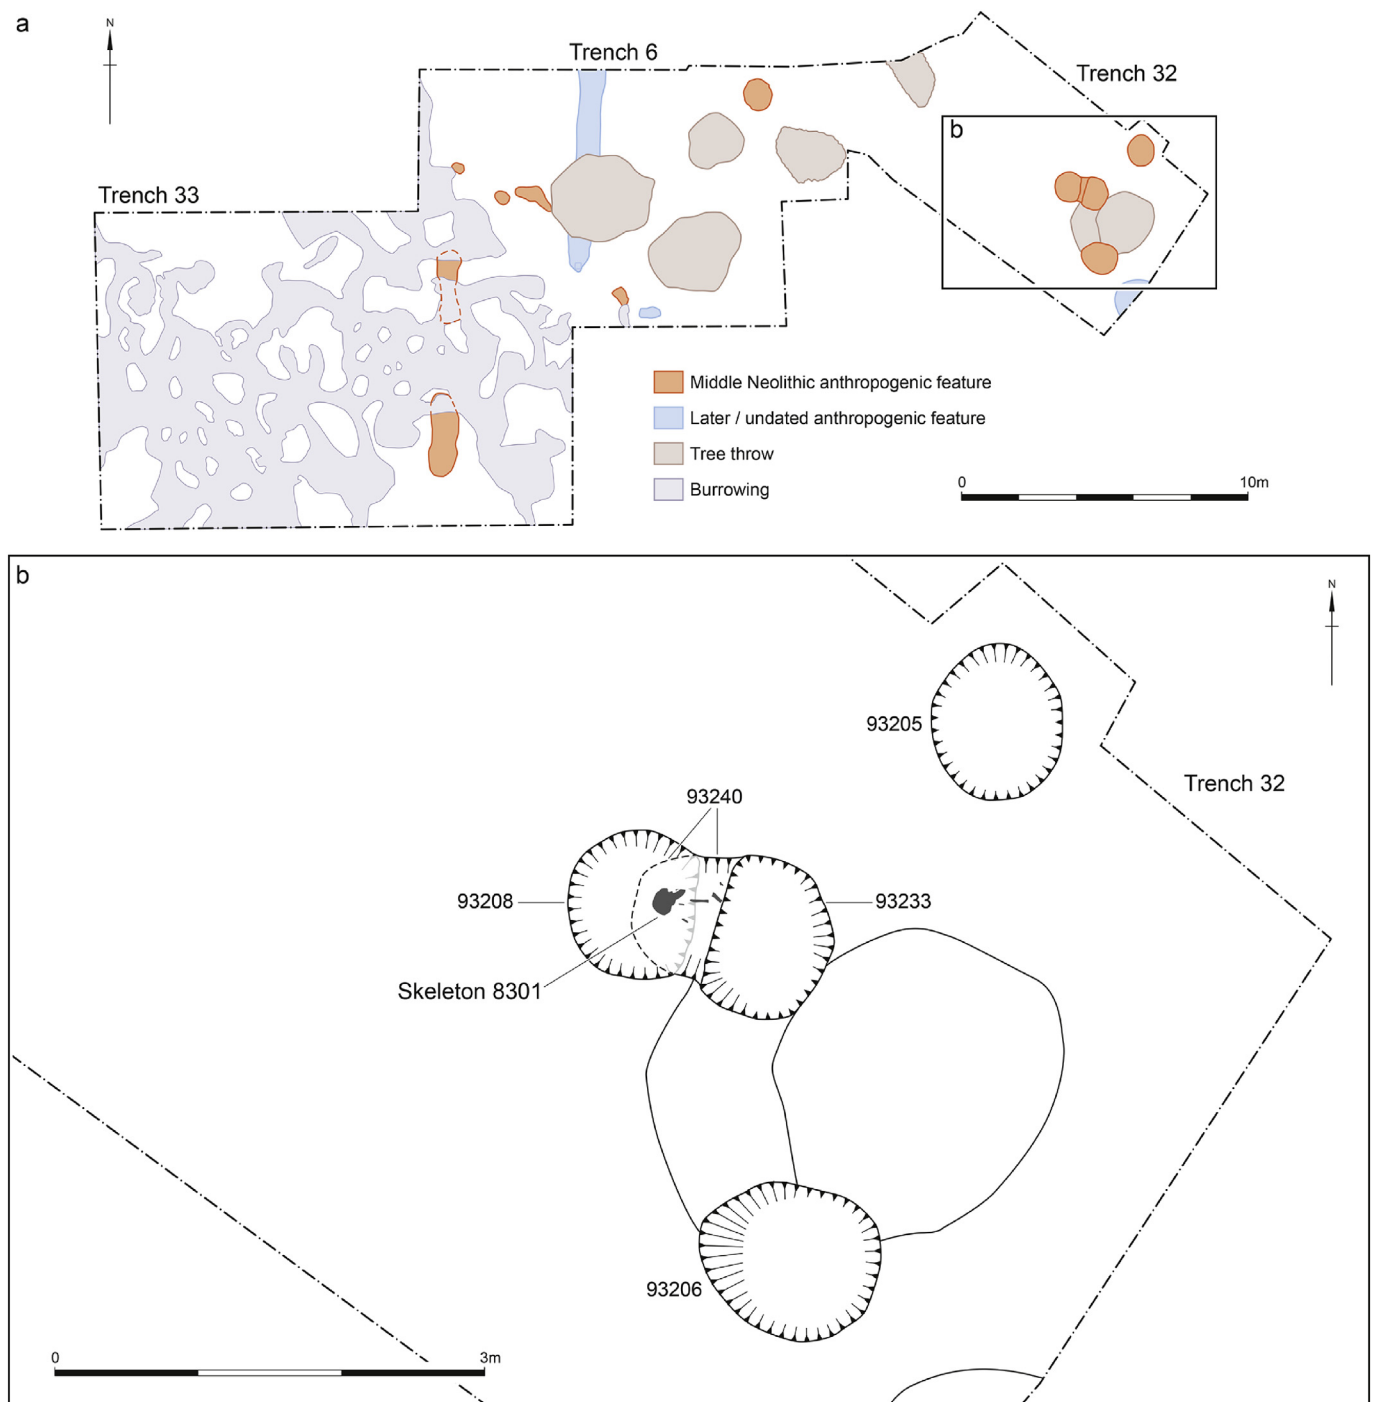 a
N
Trench 6
Trench 32
b
Trench 33
Middle Neolithic anthropogenic feature
Later / undated anthropogenic feature
Tree throw
Burrowing
0 10m
b
N
93205
Trench 32
93240
93208
93233
Skeleton 8301
93206
0 3m